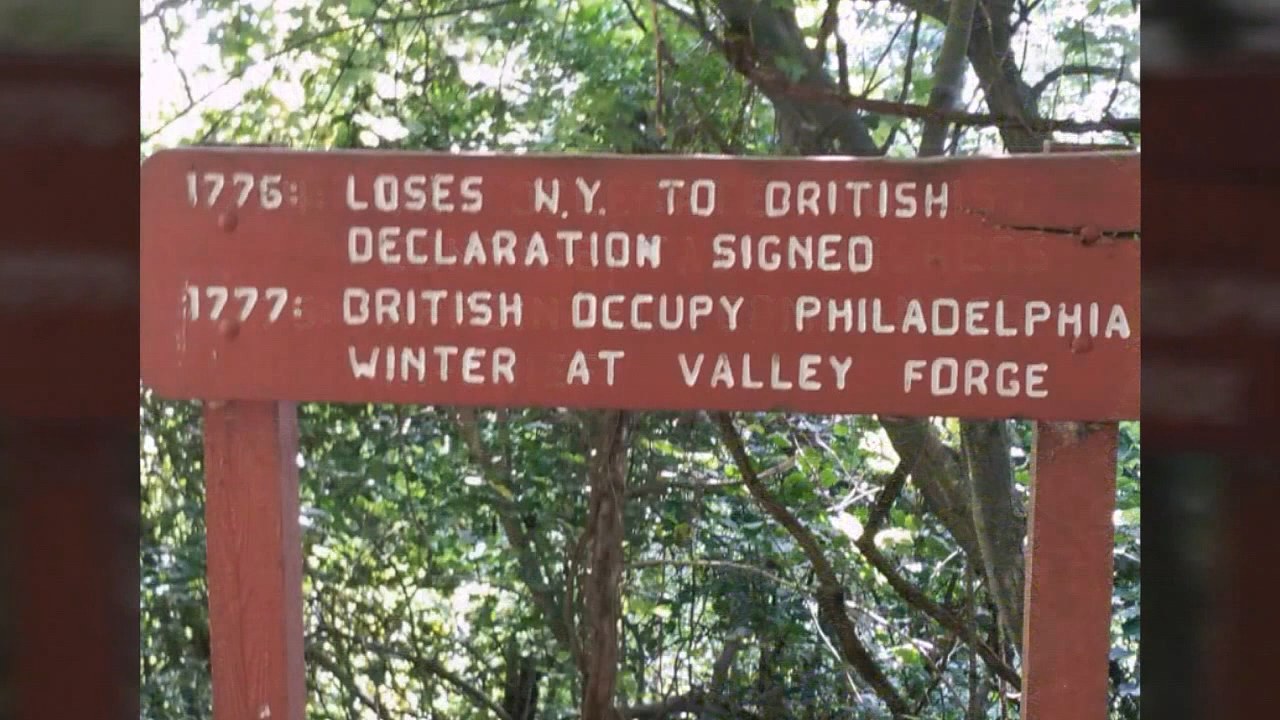 1776: LOSES N.Y. TO BRITISH
DECLARATION SIGNED
1777: BRITISH OCCUPY PHILADELPHIA
WINTER AT VALLEY FORGE